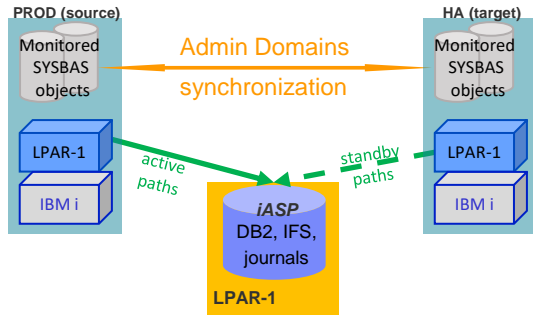 PROD (source)
HA (target)
Monitored
SYSBAS
objects
Admin Domains
synchronization
Monitored
SYSBAS
objects
LPAR-1
IBM i
active
paths
standby
paths
LPAR-1
IBM i
iASP
DB2, IFS,
journals
LPAR-1